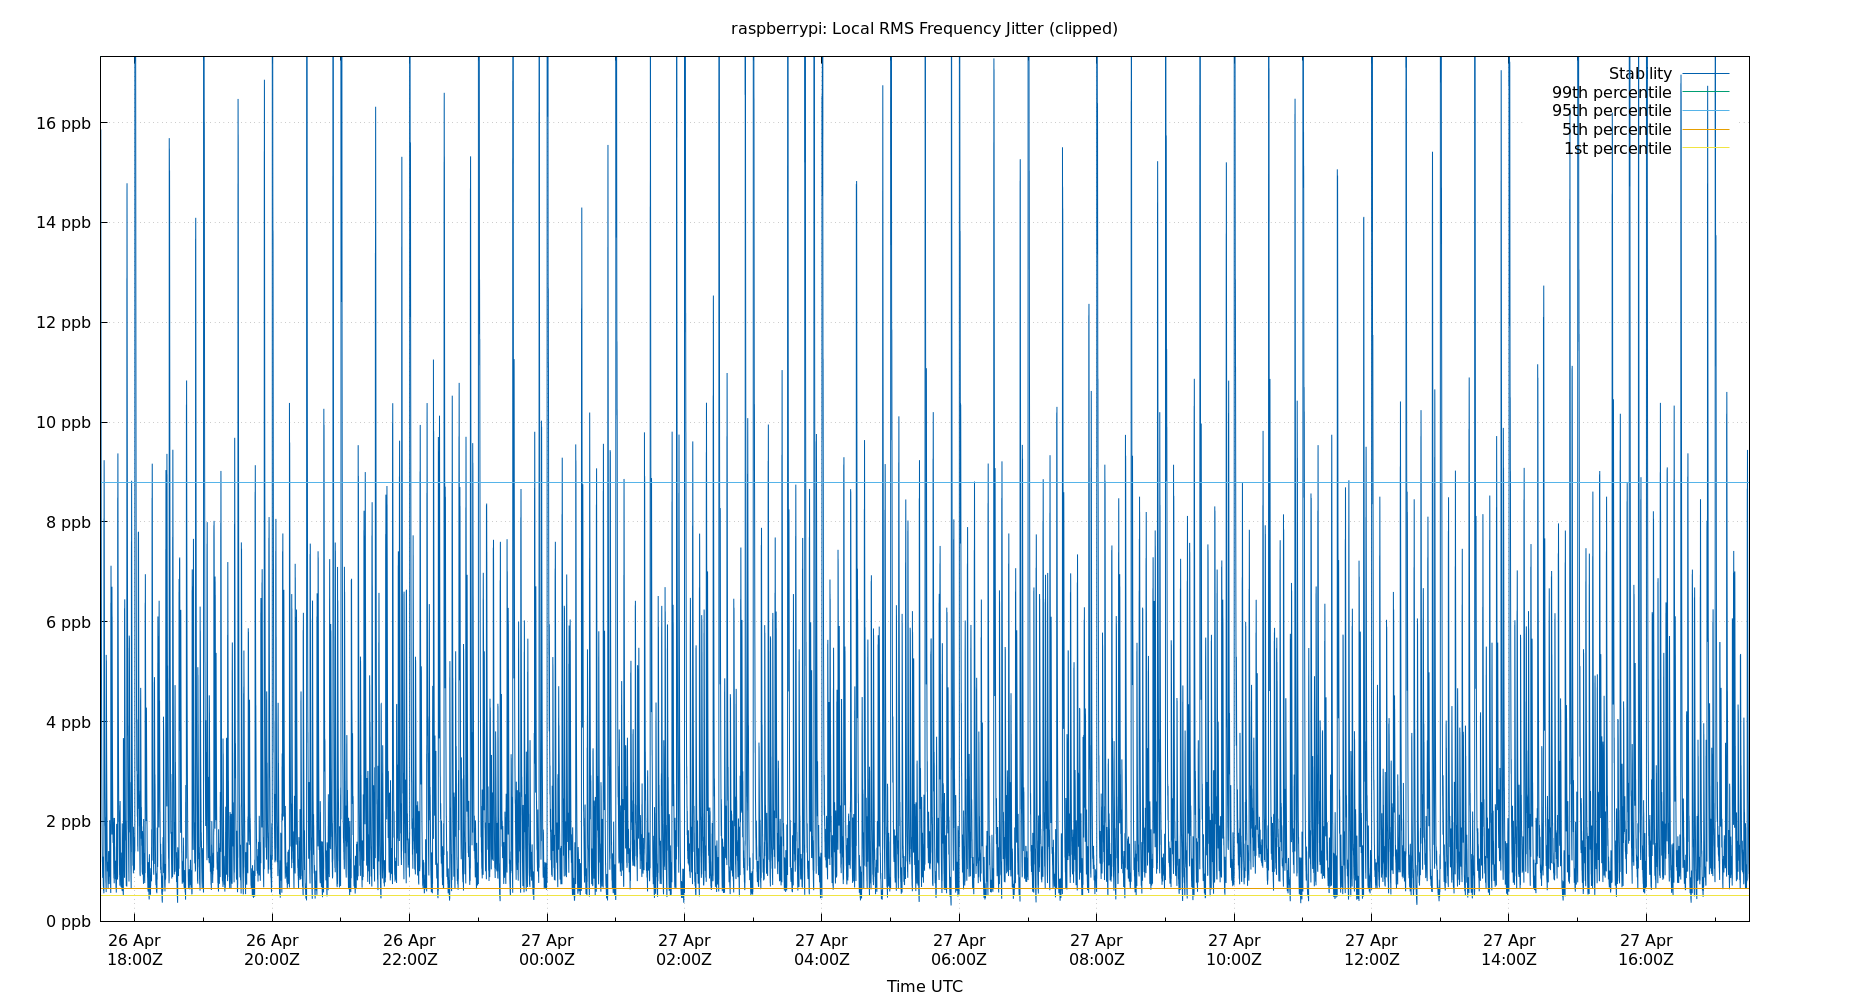 raspberrypi: Local RMS Frequency Jitter (clipped)
Stability
99th percentile
95th percentile
5th percentile
1st percentile
16 ppb
14 ppb
12 ppb
10 ppb
8 ppb
6 ppb
4 ppb
2 ppb
0 ppb
26 Apr 26 Apr 26 Apr 27 Apr 27 Apr 27 Apr 27 Apr 27 Apr 27 Apr 27 Apr 27 Apr 27 Apr
18:00Z 20:00Z 22:00Z 00:00Z 02:00Z 04:00Z 06:00Z 08:00Z 10:00Z 12:00Z 14:00Z 16:00Z
Time UTC